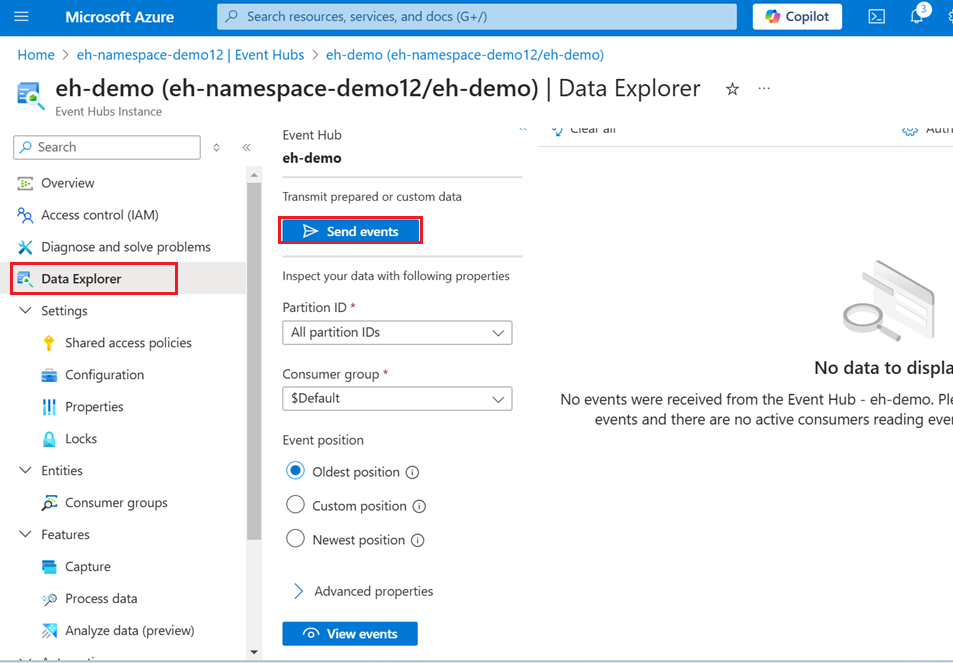 Microsoft Azure
Search resources, services, and docs (G+/)
Copilot
3
Home > eh-namespace-demo12 | Event Hubs > eh-demo (eh-namespace-demo12/eh-demo)
eh-demo (eh-namespace-demo12/eh-demo) | Data Explorer
Event Hubs Instance
Search
Overview
Access control (IAM)
Diagnose and solve problems
Data Explorer
Settings
Shared access policies
Configuration
Properties
Locks
Entities
Consumer groups
Features
Capture
Process data
Analyze data (preview)
Event Hub
eh-demo
Transmit prepared or custom data
Send events
Inspect your data with following properties
Partition ID *
All partition IDs
Consumer group *
$Default
Event position
Oldest position
Custom position
Newest position
Advanced properties
View events
Clear all
No data to displa
No events were received from the Event Hub - eh-demo. Ple
events and there are no active consumers reading eve